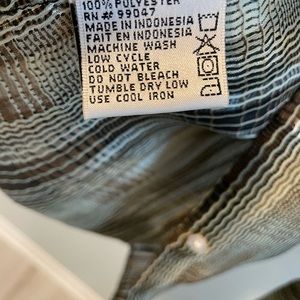 100% POLYESTER
RN # 99047
MADE IN INDONESIA
FAIT EN INDONESIA
MACHINE WASH
LOW CYCLE
COLD WATER
DO NOT BLEACH
TUMBLE DRY LOW
USE COOL IRON